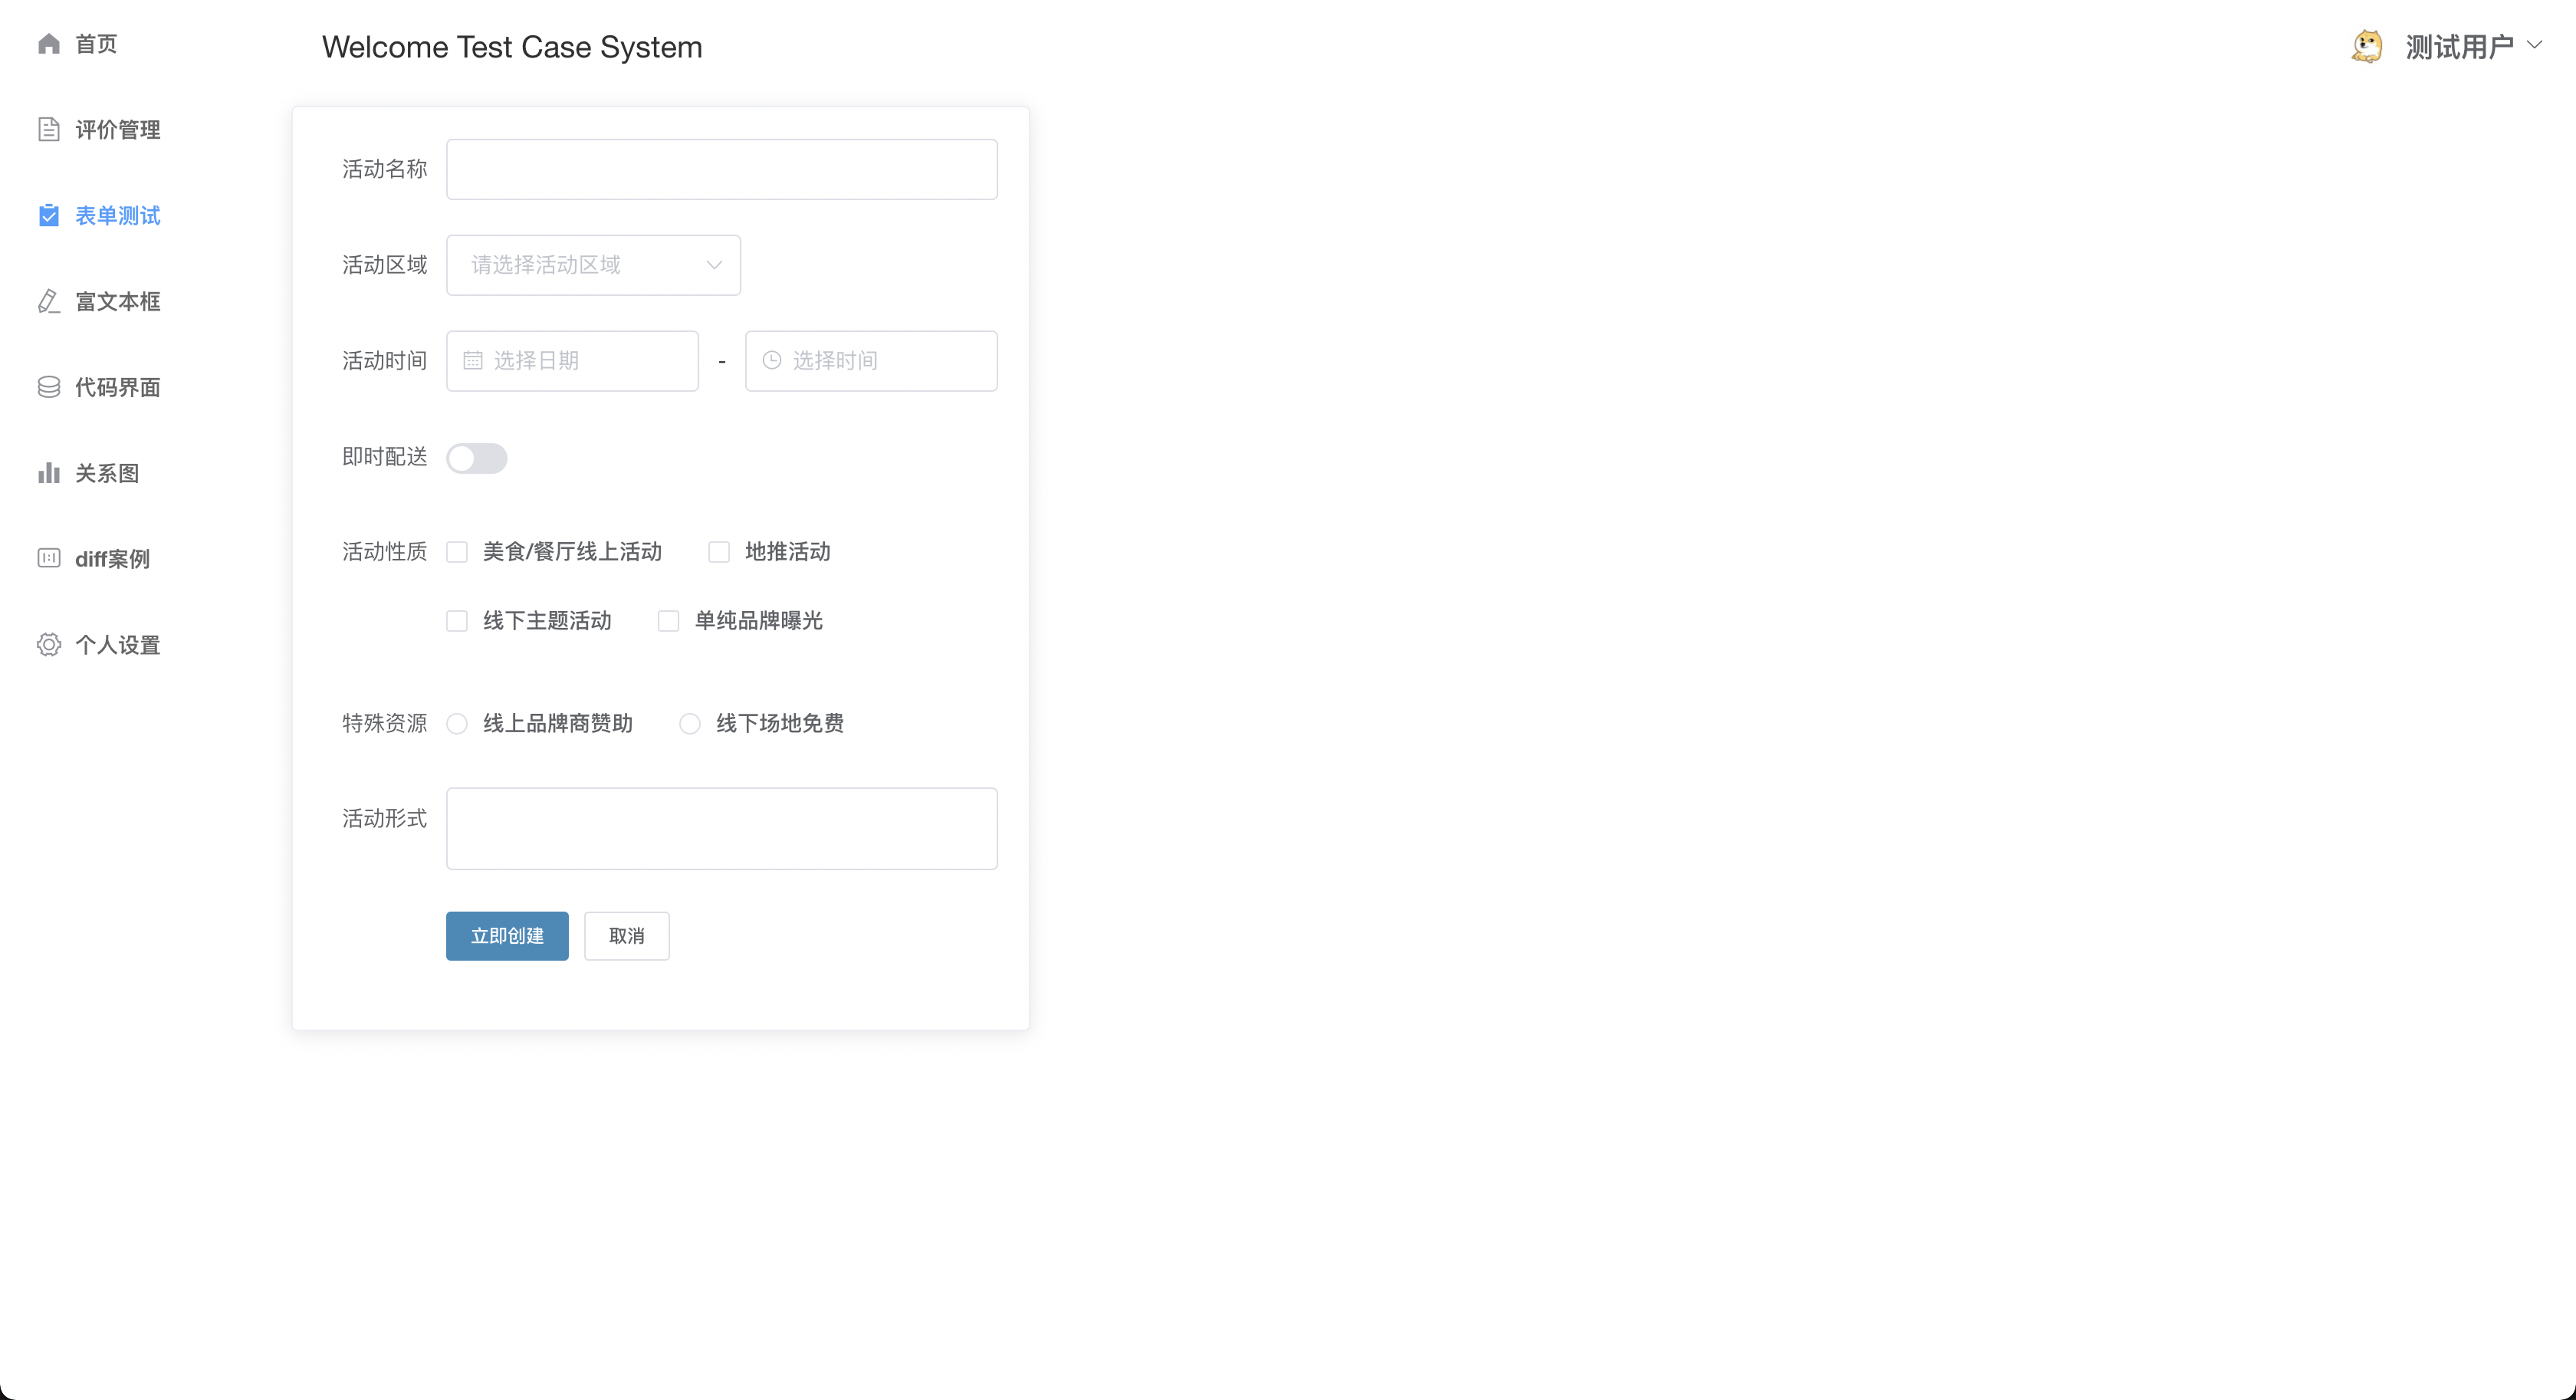 首页
评价管理
表单测试
富文本框
代码界面
关系图
diff案例
个人设置
Welcome Test Case System
测试用户
活动名称
活动区域 请选择活动区域
活动时间 选择日期 - 选择时间
即时配送
活动性质 美食/餐厅线上活动 地推活动
线下主题活动 单纯品牌曝光
特殊资源 线上品牌商赞助 线下场地免费
活动形式
立即创建 取消